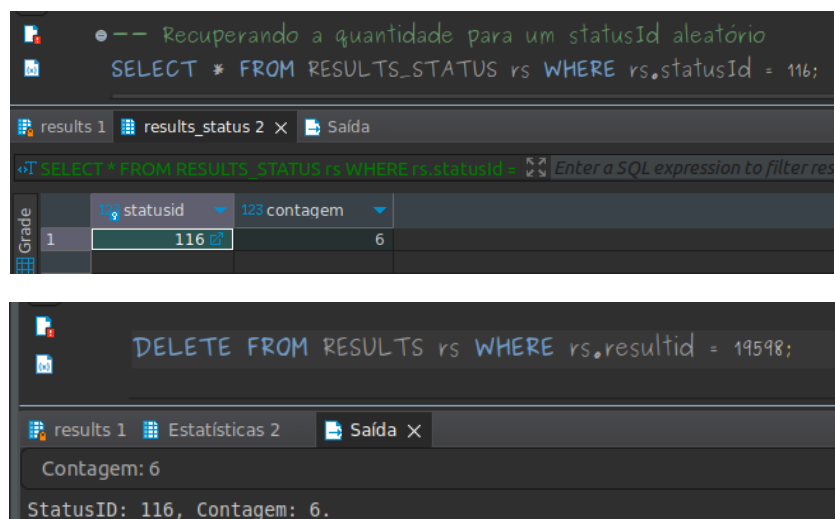 -- Recuperando a quantidade para um statusId aleatório
SELECT * FROM RESULTS_STATUS rs WHERE rs.statusId = 116;
results 1 results_status 2 Saída
SELECT * FROM RESULTS_STATUS rs WHERE rs.statusId = Enter a SQL expression to filter res
Grade
123 statusid 123 contagem
1 116 6
DELETE FROM RESULTS rs WHERE rs.resultid = 19598;
results 1 Estatísticas 2 Saída
Contagem: 6
StatusID: 116, Contagem: 6.